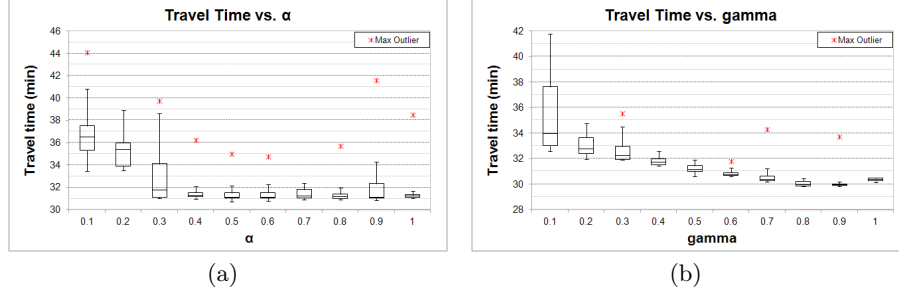 Travel Time vs. α
Max Outlier
Travel time (min)
46
44
42
40
38
36
34
32
30
0.1 0.2 0.3 0.4 0.5 0.6 0.7 0.8 0.9 1
α
(a)
Travel Time vs. gamma
Max Outlier
Travel time (min)
42
40
38
36
34
32
30
28
0.1 0.2 0.3 0.4 0.5 0.6 0.7 0.8 0.9 1
gamma
(b)